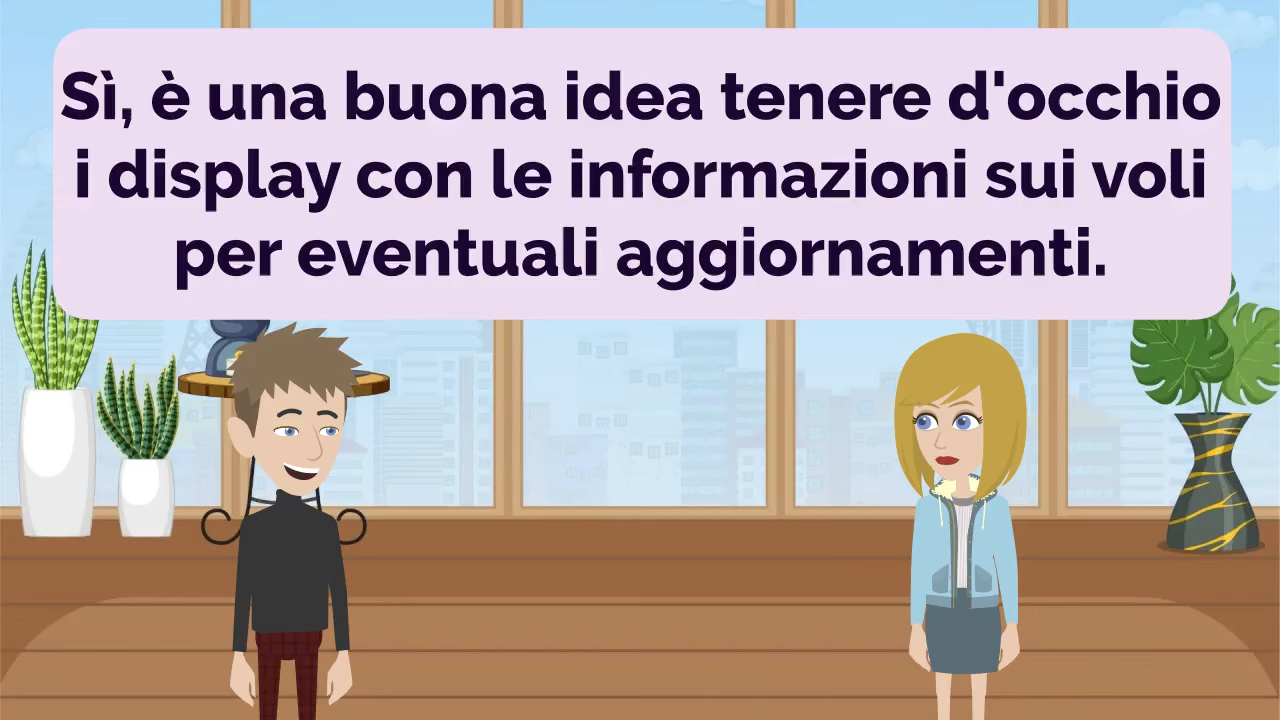 Sì, è una buona idea tenere d'occhio
i display con le informazioni sui voli
per eventuali aggiornamenti.